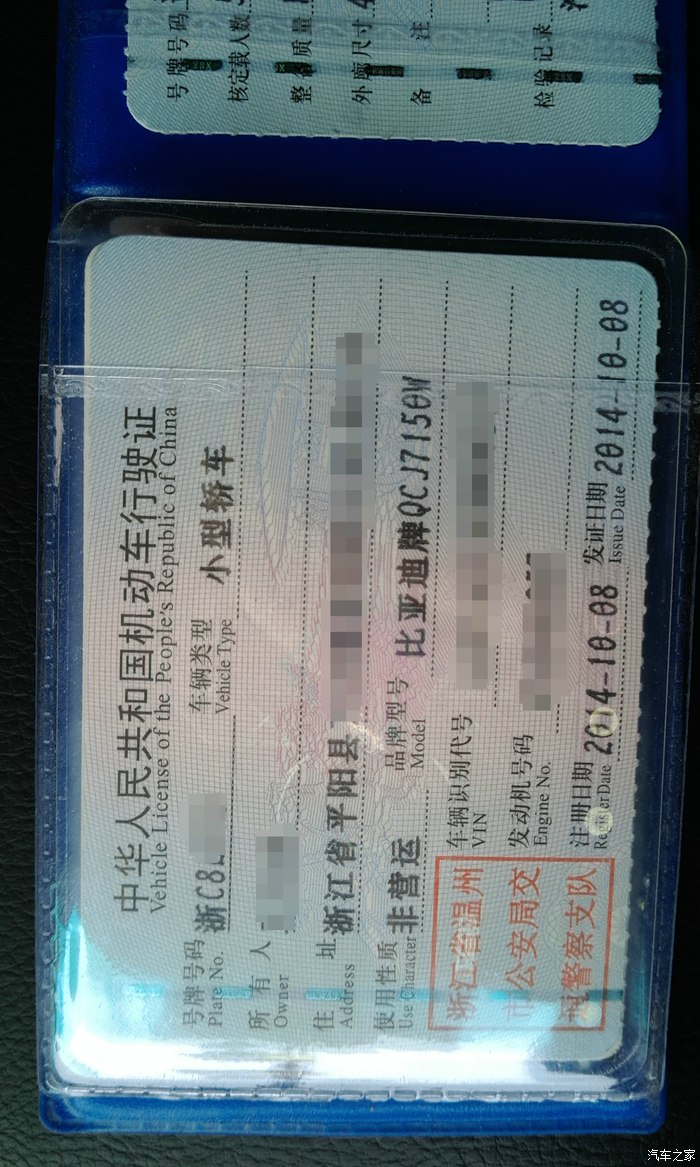 号牌号码
核定载人数
整备质量
外廓尺寸
备 注
检验记录
中华人民共和国机动车行驶证
Vehicle License of the People's Republic of China
号牌号码 浙C8 车辆类型 小型轿车
Plate No. Vehicle Type
所有人
Owner
住 址 浙江省平阳县
Address
使用性质 非营运 品牌型号 比亚迪牌QCJ7150W
Use Character Model
车辆识别代号
VIN
发动机号码
Engine No.
浙江省温州
市公安局交
通警察支队
注册日期 2014-10-08 发证日期 2014-10-08
Register Date Issue Date
汽车之家